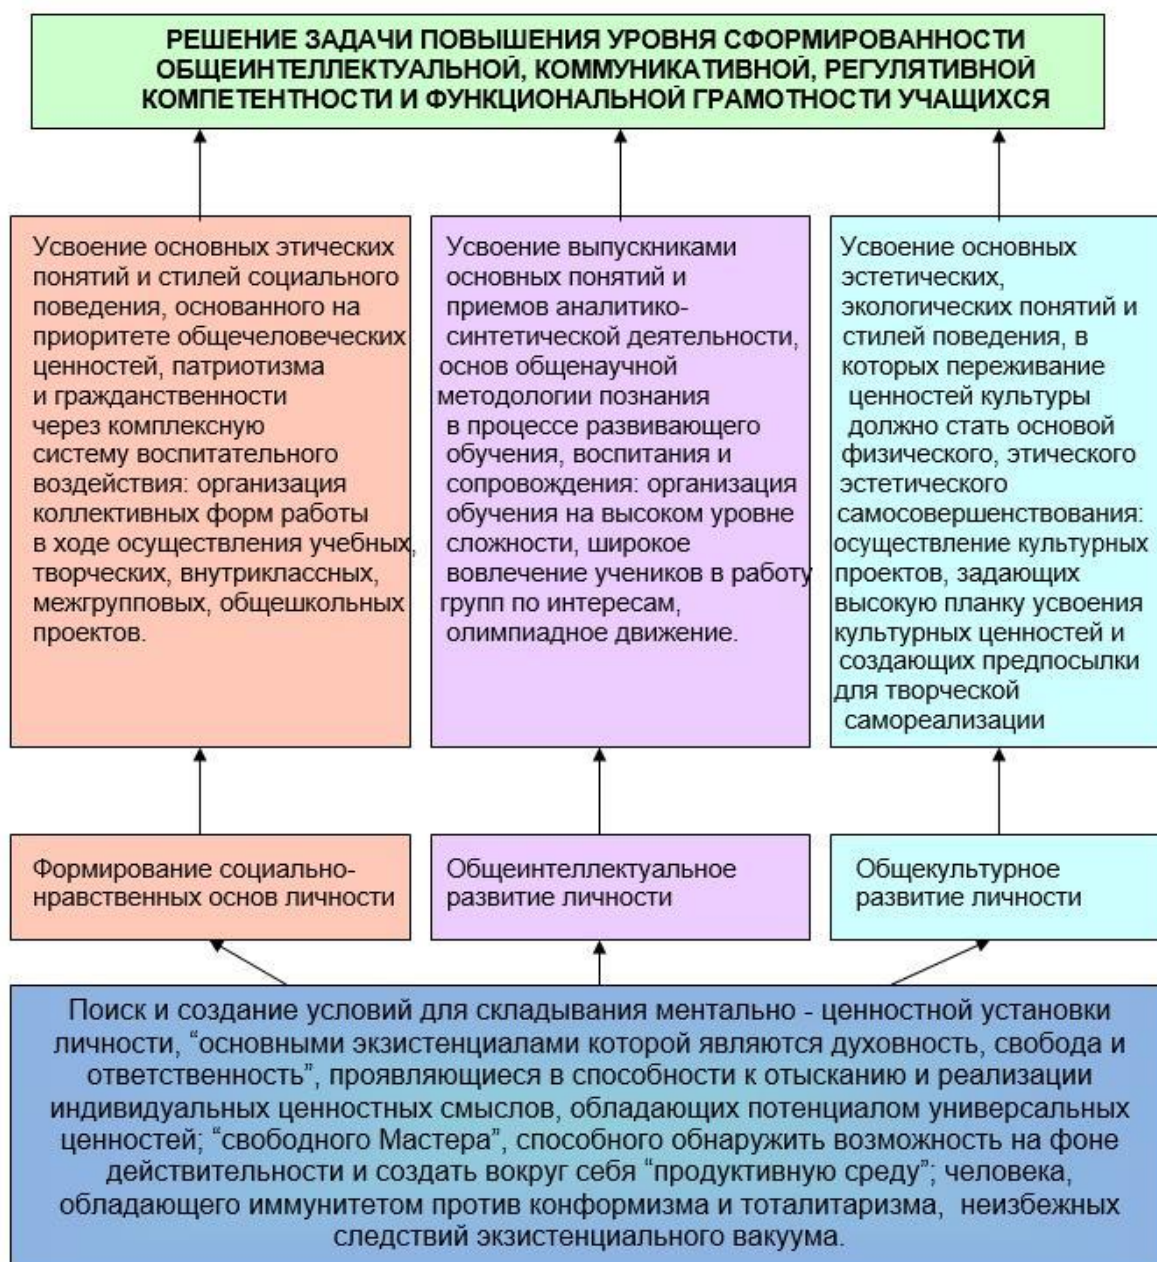 РЕШЕНИЕ ЗАДАЧИ ПОВЫШЕНИЯ УРОВНЯ СФОРМИРОВАННОСТИ
ОБЩЕИНТЕЛЛЕКТУАЛЬНОЙ, КОММУНИКАТИВНОЙ, РЕГУЛЯТИВНОЙ
КОМПЕТЕНТНОСТИ И ФУНКЦИОНАЛЬНОЙ ГРАМОТНОСТИ УЧАЩИХСЯ
Усвоение основных этических
понятий и стилей социального
поведения, основанного на
приоритете общечеловеческих
ценностей, патриотизма
и гражданственности
через комплексную
систему воспитательного
воздействия: организация
коллективных форм работы
в ходе осуществления учебных,
творческих, внутриклассных,
межгрупповых, общешкольных
проектов.
Усвоение выпускниками
основных понятий и
приемов аналитико-
синтетической деятельности,
основ общенаучной
методологии познания
в процессе развивающего
обучения, воспитания и
сопровождения: организация
обучения на высоком уровне
сложности, широкое
вовлечение учеников в работу
групп по интересам,
олимпиадное движение.
Усвоение основных
эстетических,
экологических понятий и
стилей поведения, в
которых переживание
ценностей культуры
должно стать основой
физического, этического
эстетического
самосовершенствования:
осуществление культурных
проектов, задающих
высокую планку усвоения
культурных ценностей и
создающих предпосылки
для творческой
самореализации
Формирование социально-
нравственных основ личности
Общеинтеллектуальное
развитие личности
Общекультурное
развитие личности
Поиск и создание условий для складывания ментально - ценностной установки
личности, “основными экзистенциалами которой являются духовность, свобода и
ответственность”, проявляющиеся в способности к отысканию и реализации
индивидуальных ценностных смыслов, обладающих потенциалом универсальных
ценностей; “свободного Мастера”, способного обнаружить возможность на фоне
действительности и создать вокруг себя “продуктивную среду”; человека,
обладающего иммунитетом против конформизма и тоталитаризма, неизбежных
следствий экзистенциального вакуума.